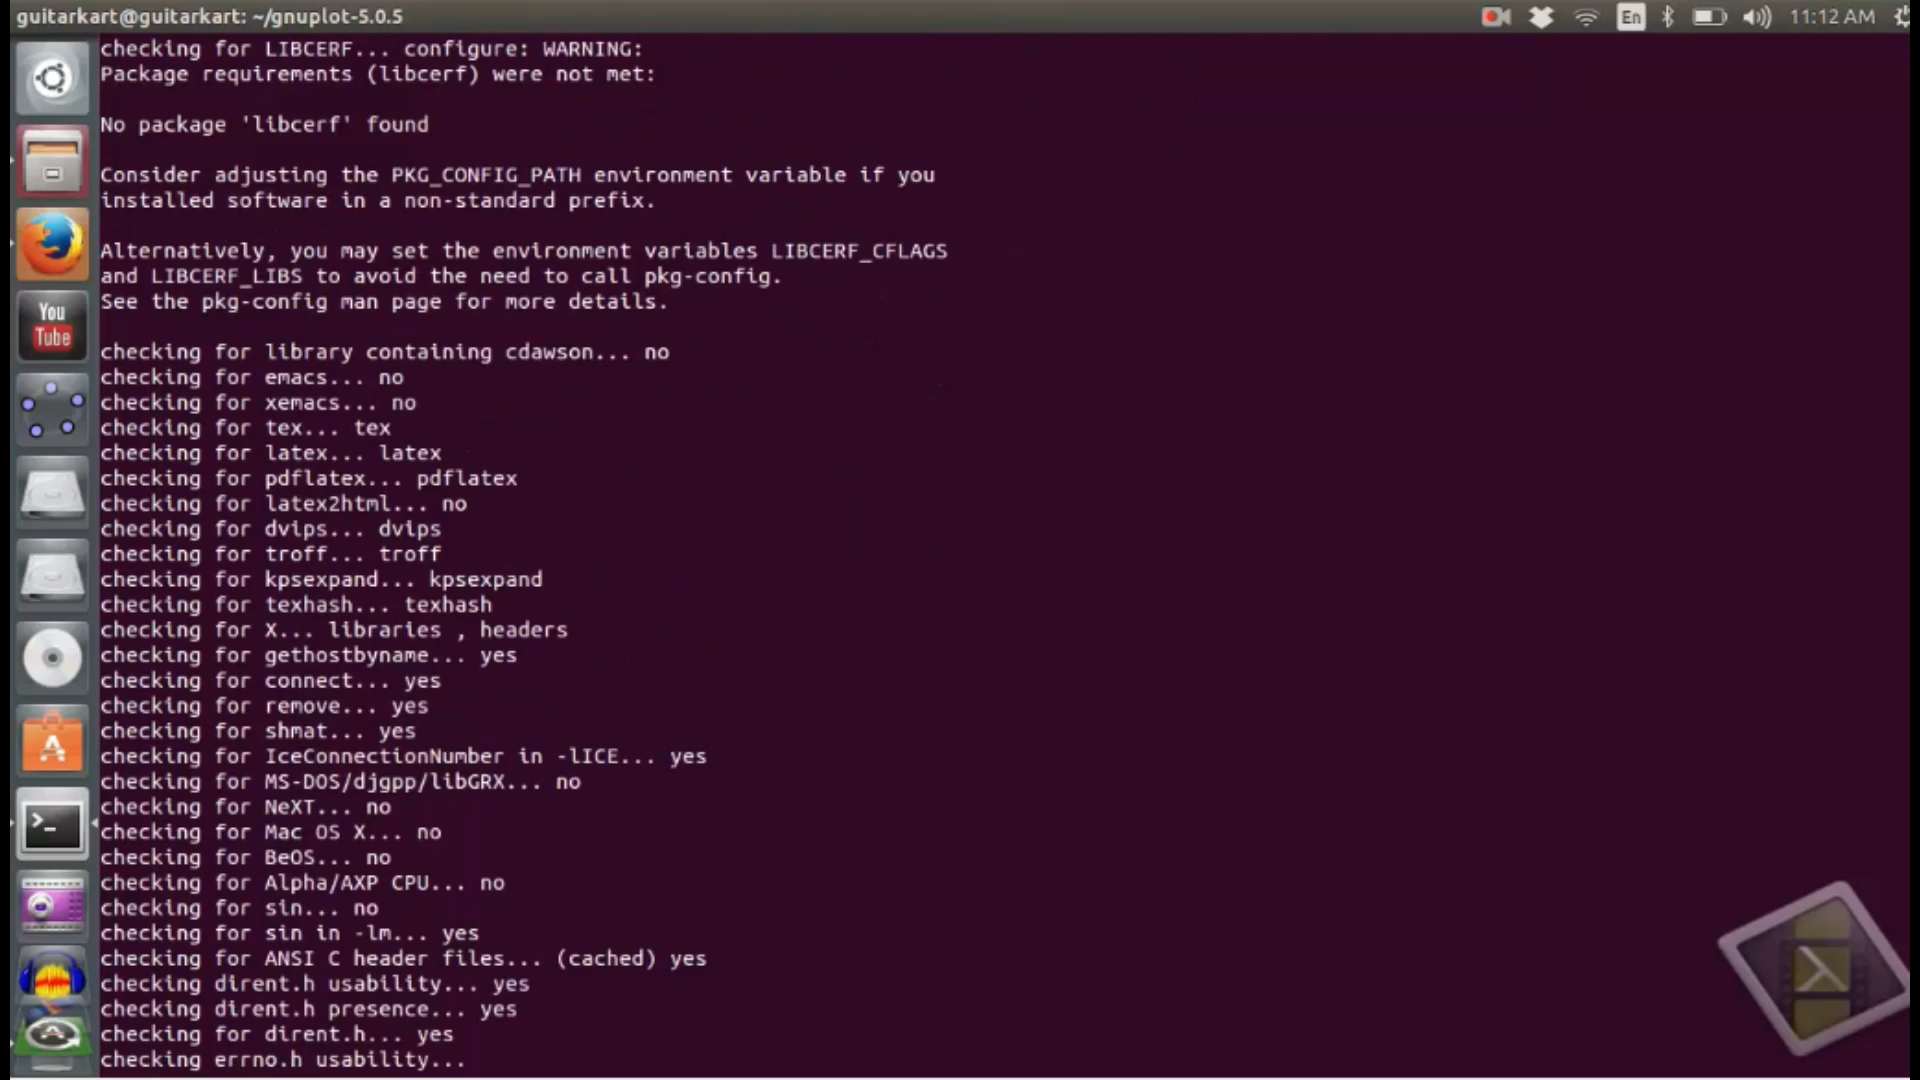 guitarkart@guitarkart: ~/gnuplot-5.0.5
En
11:12 AM
checking for LIBCERF... configure: WARNING:
Package requirements (libcerf) were not met:
No package 'libcerf' found
Consider adjusting the PKG_CONFIG_PATH environment variable if you
installed software in a non-standard prefix.
Alternatively, you may set the environment variables LIBCERF_CFLAGS
and LIBCERF_LIBS to avoid the need to call pkg-config.
See the pkg-config man page for more details.
checking for library containing cdawson... no
checking for emacs... no
checking for xemacs... no
checking for tex... tex
checking for latex... latex
checking for pdflatex... pdflatex
checking for latex2html... no
checking for dvips... dvips
checking for troff... troff
checking for kpsexpand... kpsexpand
checking for texhash... texhash
checking for X... libraries , headers
checking for gethostbyname... yes
checking for connect... yes
checking for remove... yes
checking for shmat... yes
checking for IceConnectionNumber in -lICE... yes
checking for MS-DOS/djgpp/libGRX... no
checking for NeXT... no
checking for Mac OS X... no
checking for BeOS... no
checking for Alpha/AXP CPU... no
checking for sin... no
checking for sin in -lm... yes
checking for ANSI C header files... (cached) yes
checking dirent.h usability... yes
checking dirent.h presence... yes
checking for dirent.h... yes
checking errno.h usability...
You
Tube